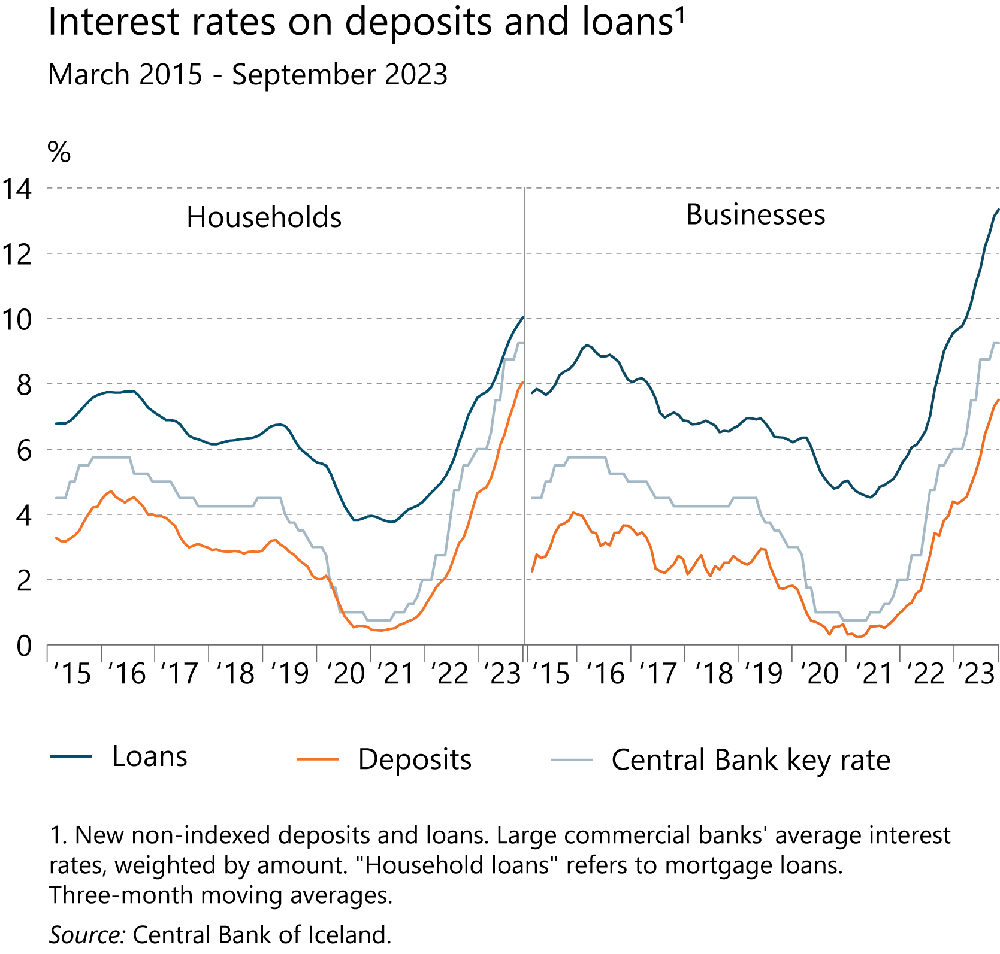 Interest rates on deposits and loans¹
March 2015 - September 2023
%
14
12
10
8
6
4
2
0
Households
Businesses
‘15 ‘16 ‘17 ‘18 ‘19 ‘20 ‘21 ‘22 ‘23 ‘15 ‘16 ‘17 ‘18 ‘19 ‘20 ‘21 ‘22 ‘23
Loans Deposits Central Bank key rate
1. New non-indexed deposits and loans. Large commercial banks' average interest
rates, weighted by amount. "Household loans" refers to mortgage loans.
Three-month moving averages.
Source: Central Bank of Iceland.